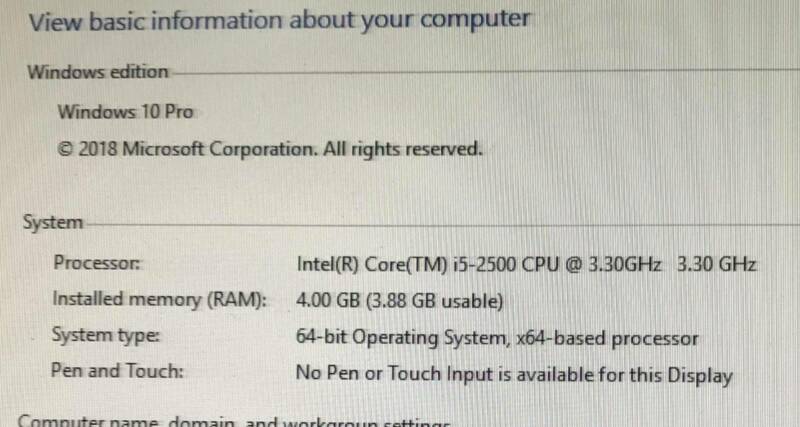 View basic information about your computer
Windows edition
Windows 10 Pro
© 2018 Microsoft Corporation. All rights reserved.
System
Processor: Intel(R) Core(TM) i5-2500 CPU @ 3.30GHz 3.30 GHz
Installed memory (RAM): 4.00 GB (3.88 GB usable)
System type: 64-bit Operating System, x64-based processor
Pen and Touch: No Pen or Touch Input is available for this Display
Computer name, domain, and workgroup settings